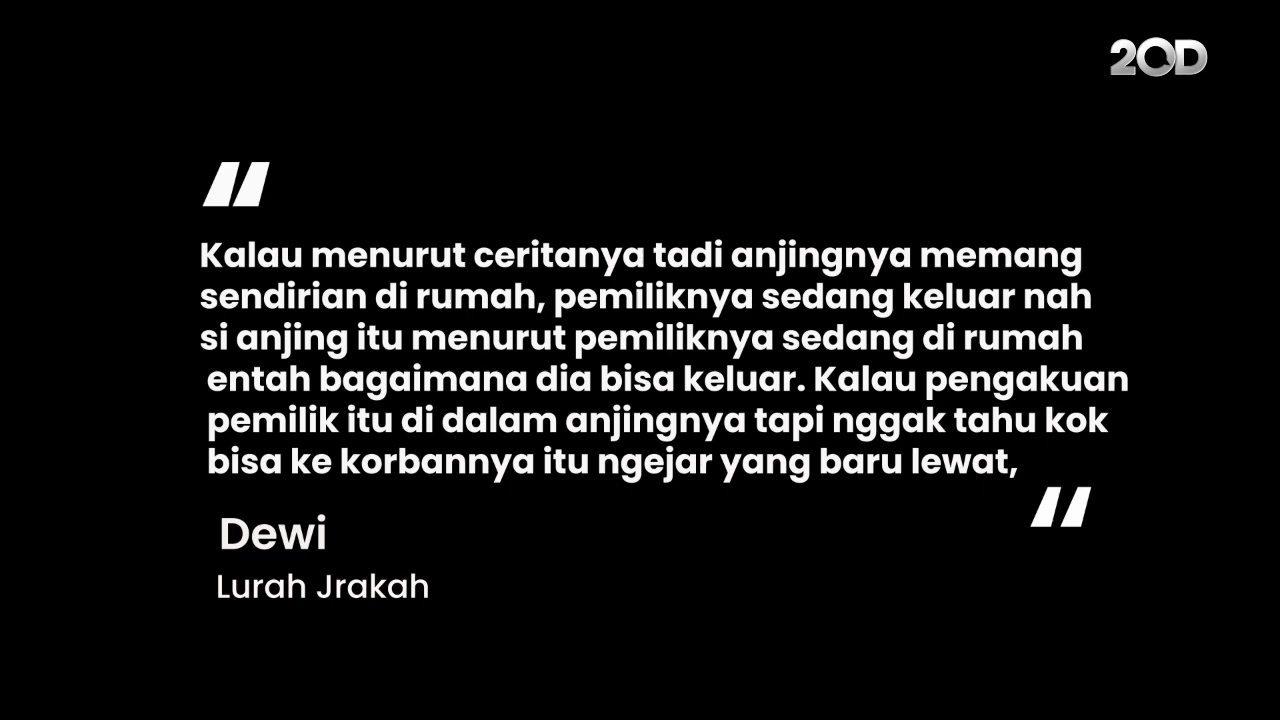 20D
“
Kalau menurut ceritanya tadi anjingnya memang
sendirian di rumah, pemiliknya sedang keluar nah
si anjing itu menurut pemiliknya sedang di rumah
entah bagaimana dia bisa keluar. Kalau pengakuan
pemilik itu di dalam anjingnya tapi nggak tahu kok
bisa ke korbannya itu ngejar yang baru lewat,
“
Dewi
Lurah Jrakah